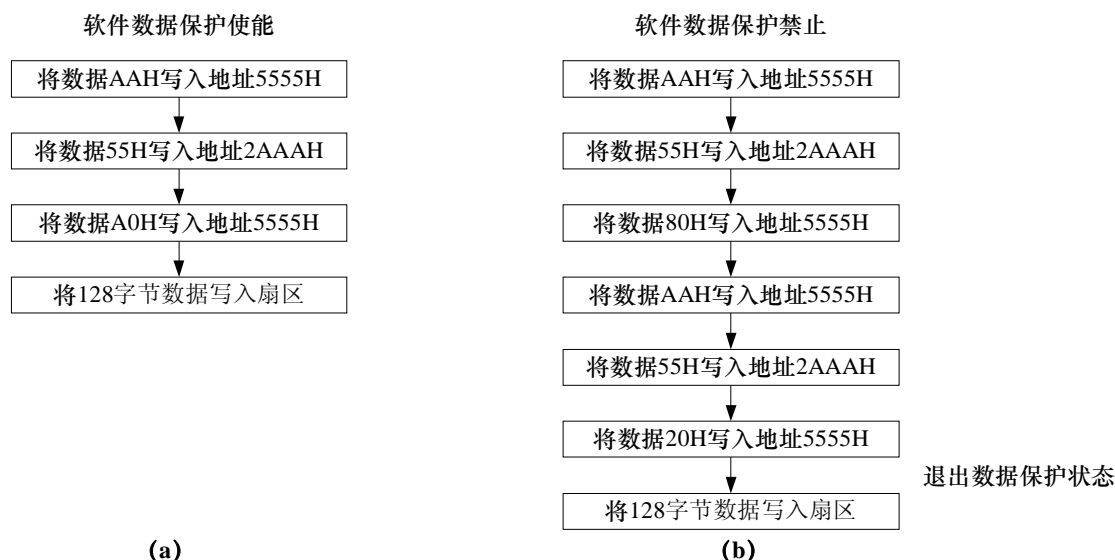 软件数据保护使能
将数据AAH写入地址5555H
将数据55H写入地址2AAAH
将数据A0H写入地址5555H
将128字节数据写入扇区
(a)
软件数据保护禁止
将数据AAH写入地址5555H
将数据55H写入地址2AAAH
将数据80H写入地址5555H
将数据AAH写入地址5555H
将数据55H写入地址2AAAH
将数据20H写入地址5555H
退出数据保护状态
将128字节数据写入扇区
(b)